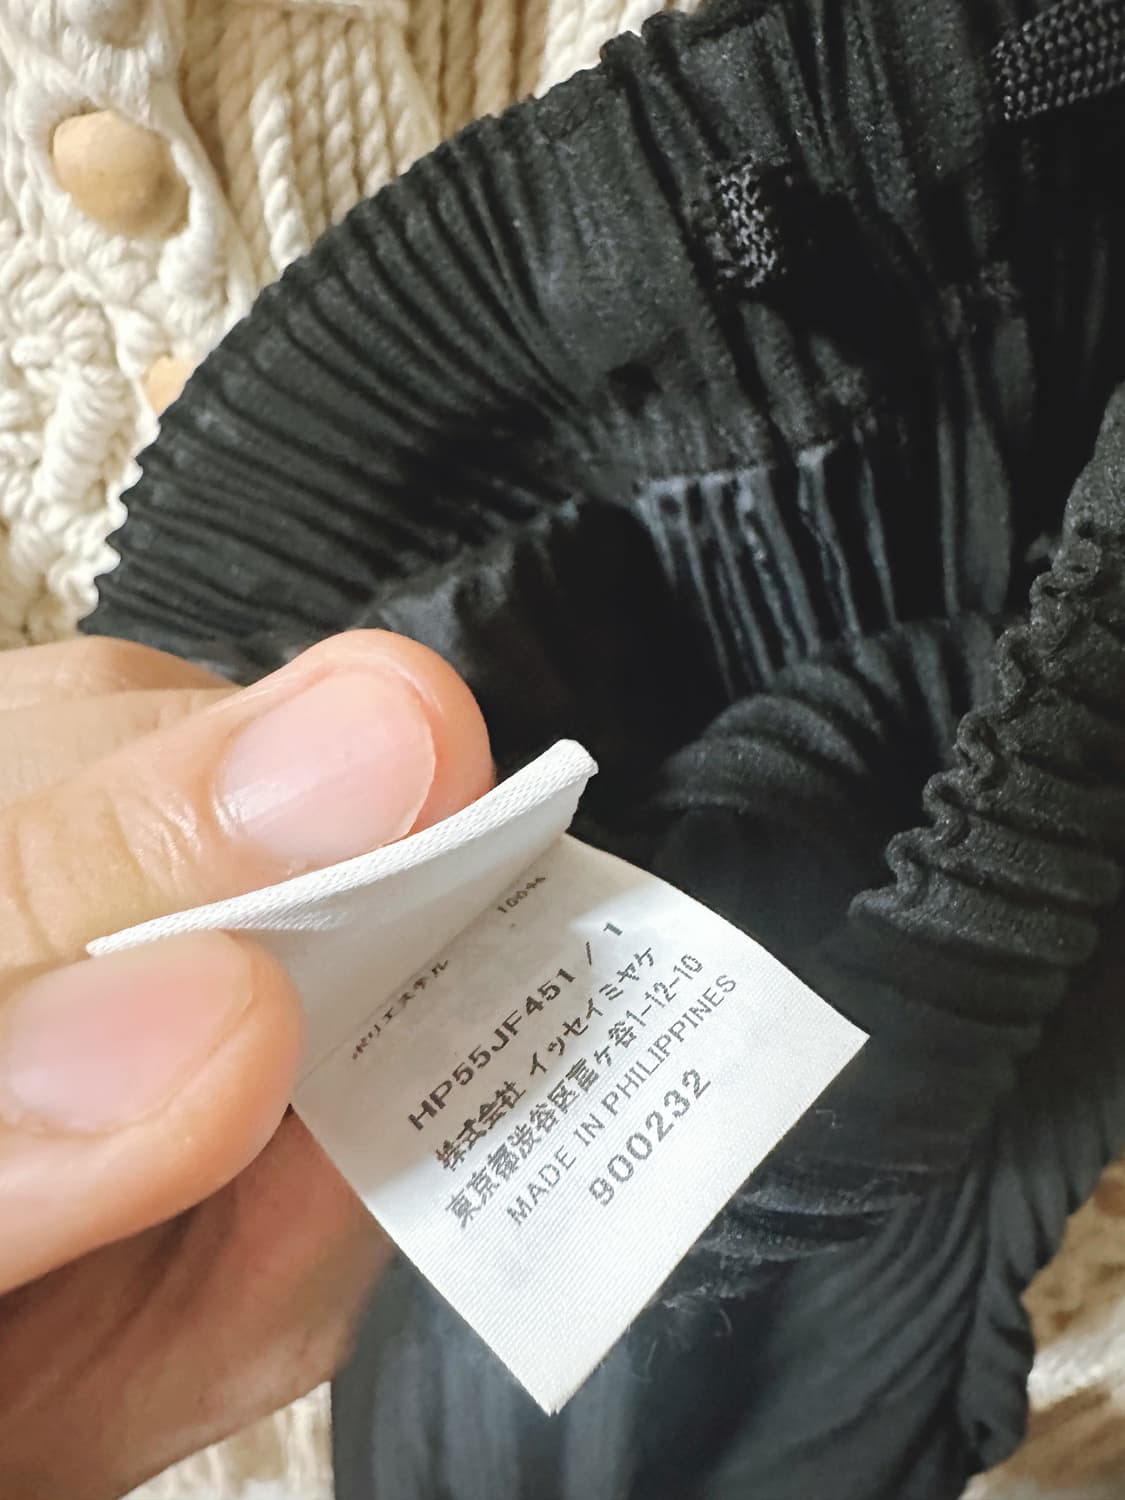 ポリエステル 100%
HP55JF451 / 1
株式会社 イッセイミヤケ
東京都渋谷区富ケ谷1-12-10
MADE IN PHILIPPINES
900232